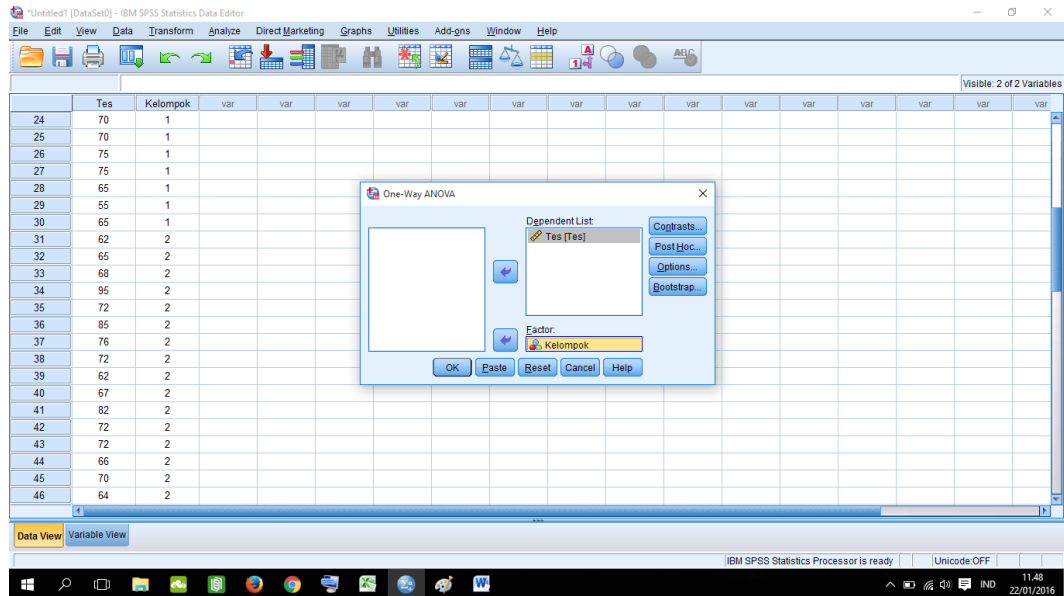 *Untitled1 [DataSet0] - IBM SPSS Statistics Data Editor
File Edit View Data Transform Analyze Direct Marketing Graphs Utilities Add-ons Window Help
Visible: 2 of 2 Variables
Tes Kelompok var var var var var var var var var var var var var var var
24 70 1
25 70 1
26 75 1
27 75 1
28 65 1
29 55 1
30 65 1
31 62 2
32 65 2
33 68 2
34 95 2
35 72 2
36 85 2
37 76 2
38 72 2
39 62 2
40 67 2
41 82 2
42 72 2
43 72 2
44 66 2
45 70 2
46 64 2
One-Way ANOVA
Dependent List:
Tes [Tes]
Contrasts...
Post Hoc...
Options...
Bootstrap...
Factor:
Kelompok
OK Paste Reset Cancel Help
Data View Variable View
IBM SPSS Statistics Processor is ready Unicode:OFF
IND 11.48
22/01/2016